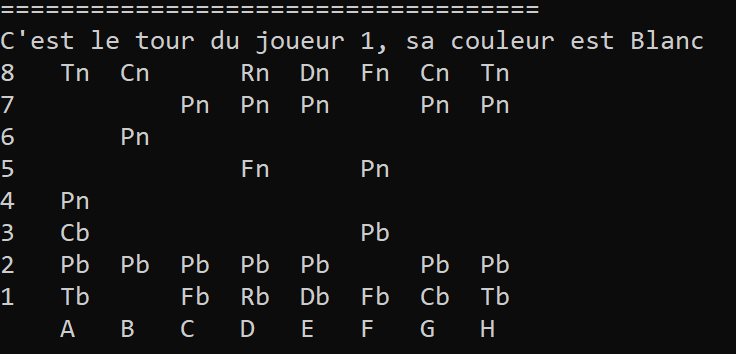 ====================================
C'est le tour du joueur 1, sa couleur est Blanc
8   Tn  Cn      Rn  Dn  Fn  Cn  Tn
7           Pn  Pn  Pn      Pn  Pn
6       Pn
5               Fn      Pn
4   Pn
3   Cb                  Pb
2   Pb  Pb  Pb  Pb  Pb      Pb  Pb
1   Tb      Fb  Rb  Db  Fb  Cb  Tb
    A   B   C   D   E   F   G   H